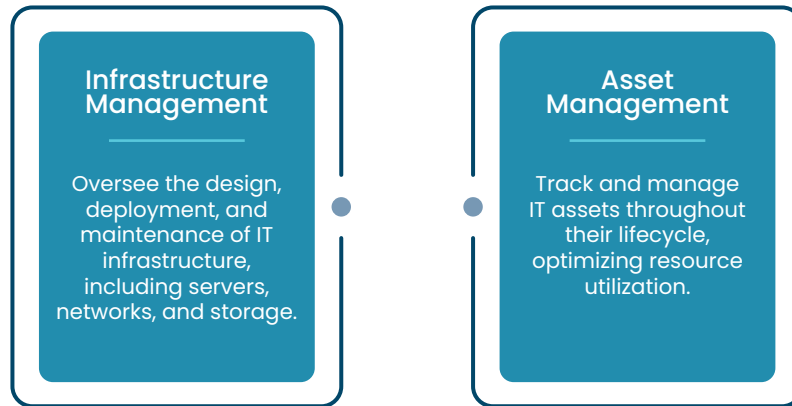 Infrastructure
Management
Oversee the design,
deployment, and
maintenance of IT
infrastructure,
including servers,
networks, and storage.
Asset
Management
Track and manage
IT assets throughout
their lifecycle,
optimizing resource
utilization.